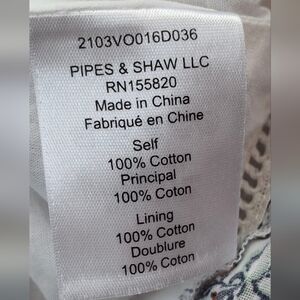 2103VO016D036
PIPES & SHAW LLC
RN155820
Made in China
Fabriqué en Chine
Self
100% Cotton
Principal
100% Coton
Lining
100% Cotton
Doublure
100% Coton